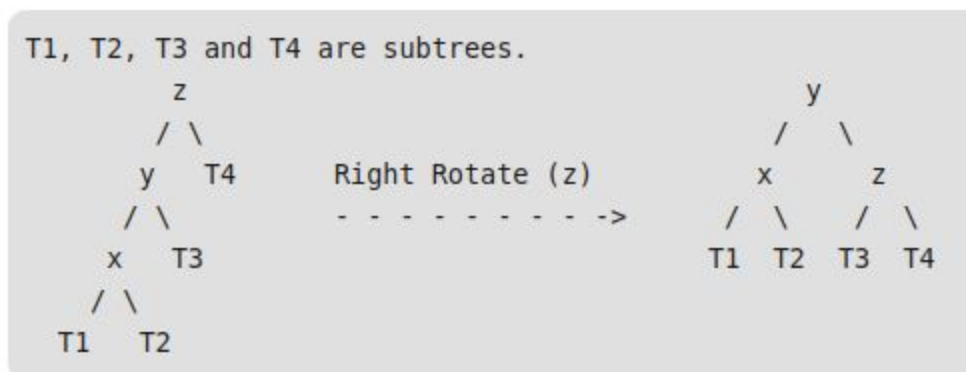 T1, T2, T3 and T4 are subtrees.
         z                                      y
        / \                                   /   \
       y   T4      Right Rotate (z)          x      z
      / \          - - - - - - - - ->      /  \    /  \
     x   T3                               T1  T2  T3  T4
    / \
  T1   T2